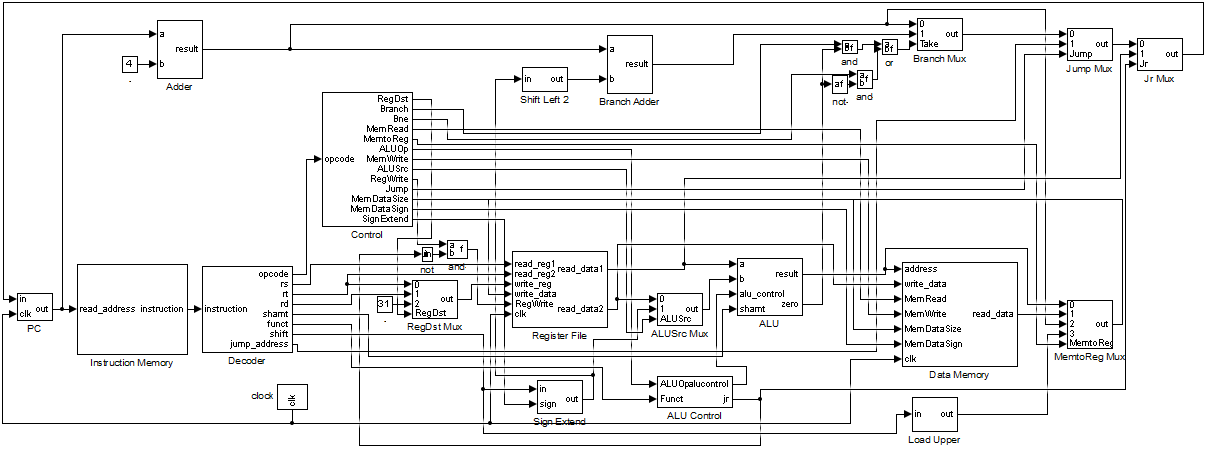 a
b
result
Adder
4
a
b
result
Branch Adder
in
out
Shift Left 2
a
b
f
and
a
b
f
or
0
1
Take
out
Branch Mux
0
1
Jump
out
Jump Mux
0
1
Jr
out
Jr Mux
a
f
not
a
b
f
and
opcode
RegDst
Branch
Bne
MemRead
MemtoReg
ALUOp
MemWrite
ALUSrc
RegWrite
Jump
MemDataSize
MemDataSign
SignExtend
Control
in
clk
out
PC
read_address
instruction
Instruction Memory
instruction
opcode
rs
rt
rd
shamt
funct
shift
jump_address
Decoder
not
a
b
f
and
31
0
1
2
RegDst
out
RegDst Mux
read_reg1
read_reg2
write_reg
write_data
RegWrite
clk
read_data1
read_data2
Register File
0
1
ALUSrc
out
ALUSrc Mux
a
b
alu_control
shamt
result
zero
ALU
address
write_data
MemRead
MemWrite
MemDataSize
MemDataSign
clk
read_data
Data Memory
0
1
2
3
MemtoReg
out
MemtoReg Mux
clock
clk
in
sign
out
Sign Extend
ALUOp
alucontrol
Funct
jr
ALU Control
in
out
Load Upper